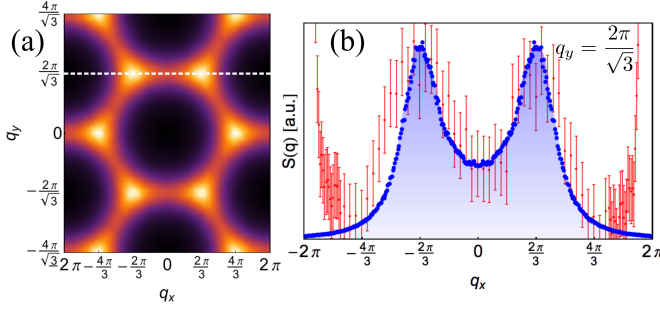 (a)
4π/√3
2π/√3
0
-2π/√3
-4π/√3
q_y
2π -4π/3 -2π/3 0 2π/3 4π/3 2π
q_x
(b)
q_y = 2π/√3
S(q) [a.u.]
-2π -4π/3 -2π/3 0 2π/3 4π/3 2π
q_x